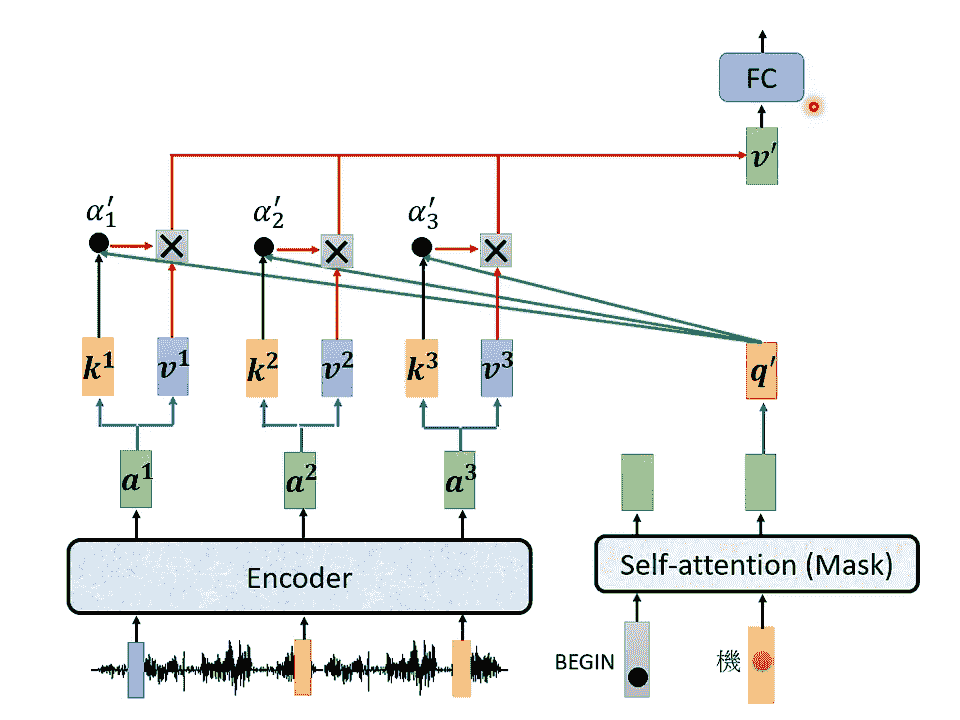 FC
v′
α′₁ α′₂ α′₃
k¹ v¹ k² v² k³ v³ q′
a¹ a² a³
Encoder
Self-attention (Mask)
BEGIN 機